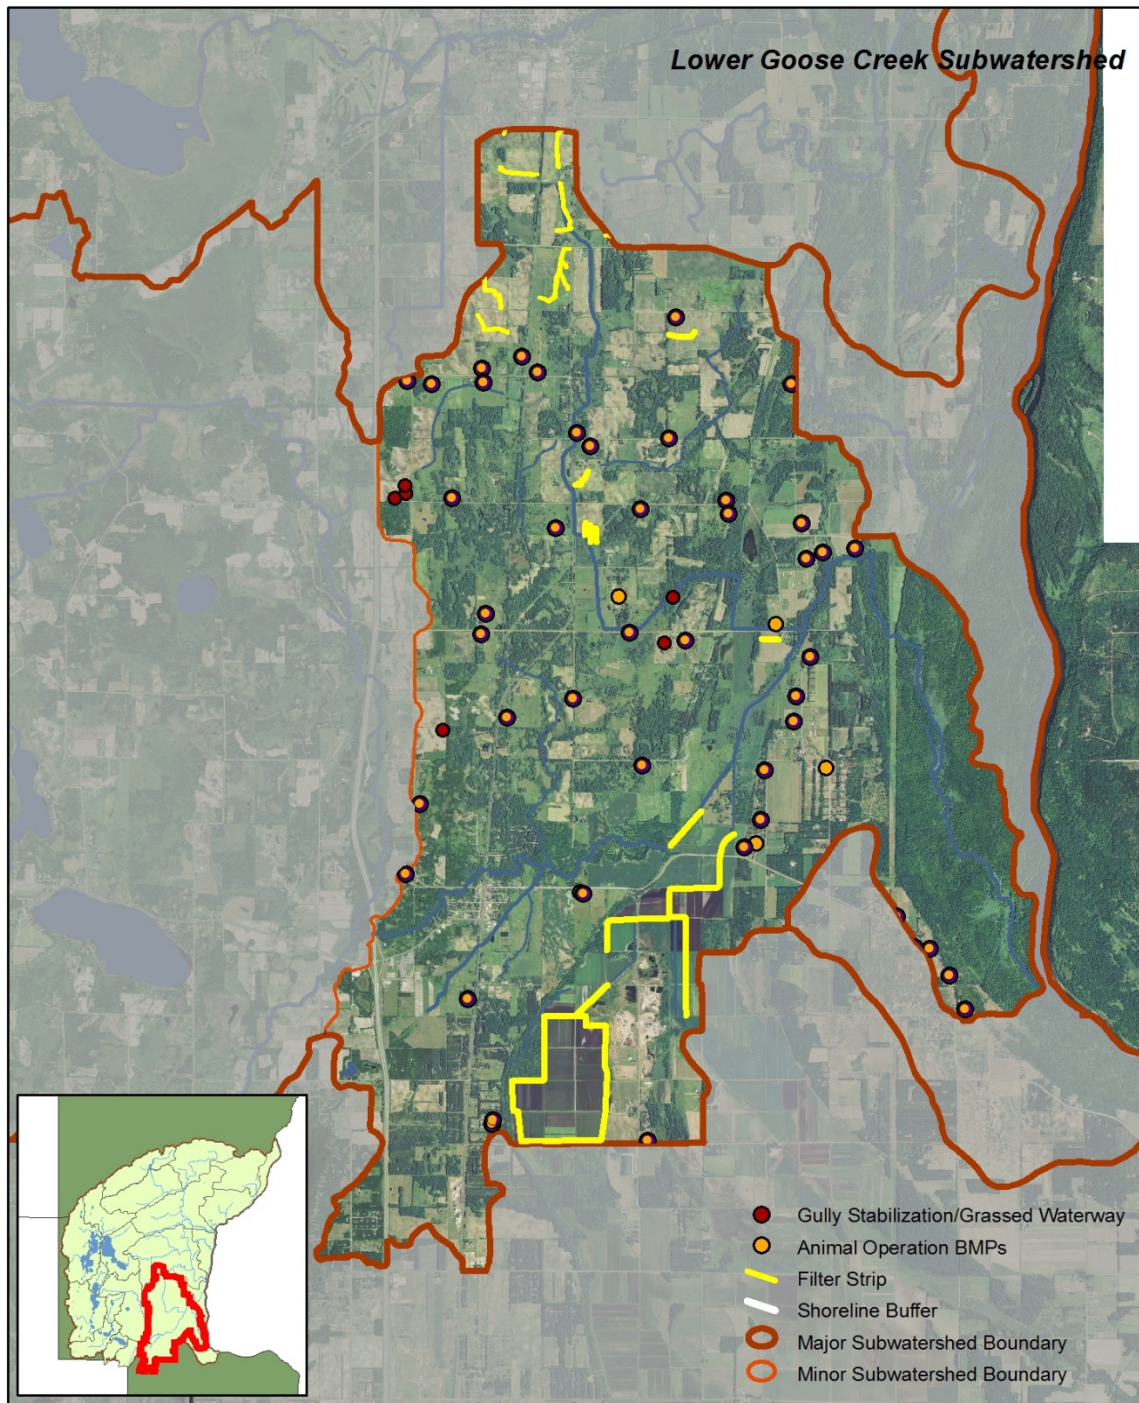 Lower Goose Creek Subwatershed
Gully Stabilization/Grassed Waterway
Animal Operation BMPs
Filter Strip
Shoreline Buffer
Major Subwatershed Boundary
Minor Subwatershed Boundary